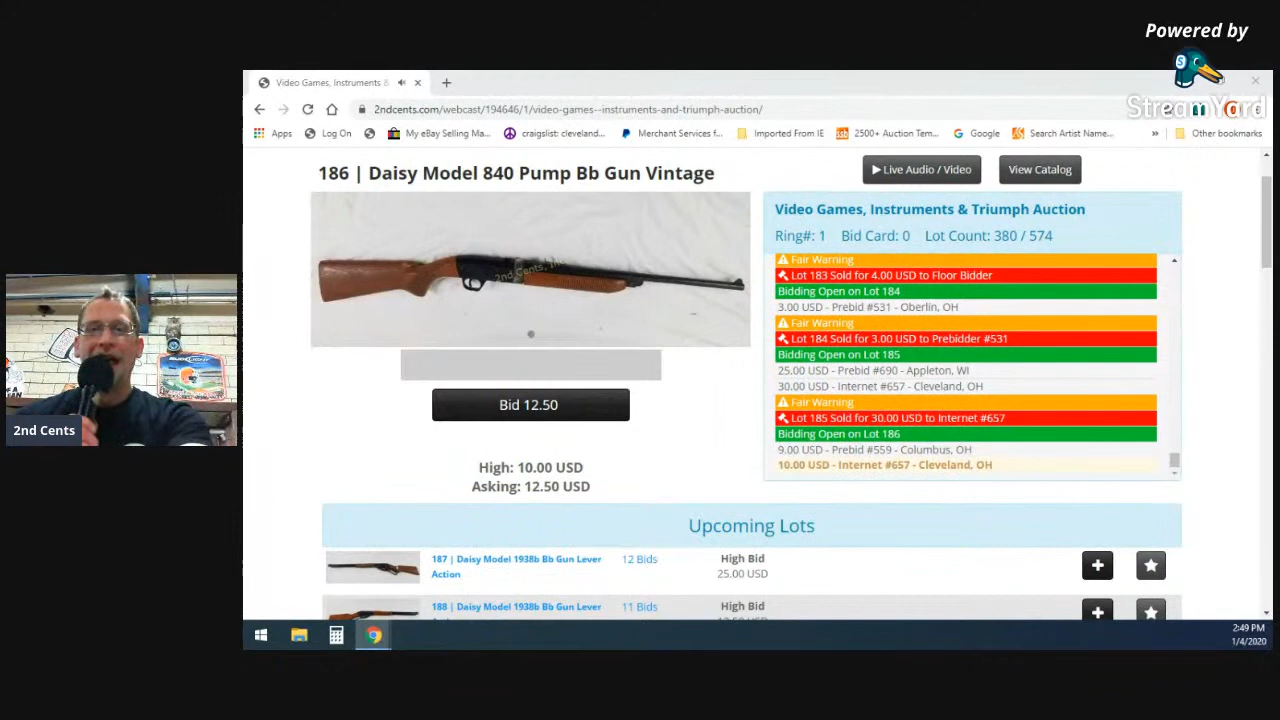 Powered by
StreamYard
Video Games, Instruments &
2ndcents.com/webcast/194646/1/video-games--instruments-and-triumph-auction/
Apps
Log On
My eBay Selling Ma...
craigslist: cleveland...
Merchant Services f...
Imported From IE
2500+ Auction Tem...
Google
Search Artist Name...
»
Other bookmarks
186 | Daisy Model 840 Pump Bb Gun Vintage
Live Audio / Video
View Catalog
2nd Cents, Inc
Video Games, Instruments & Triumph Auction
Ring#: 1 Bid Card: 0 Lot Count: 380 / 574
Fair Warning
Lot 183 Sold for 4.00 USD to Floor Bidder
Bidding Open on Lot 184
3.00 USD - Prebid #531 - Oberlin, OH
Fair Warning
Lot 184 Sold for 3.00 USD to Prebidder #531
Bidding Open on Lot 185
25.00 USD - Prebid #690 - Appleton, WI
30.00 USD - Internet #657 - Cleveland, OH
Fair Warning
Lot 185 Sold for 30.00 USD to Internet #657
Bidding Open on Lot 186
9.00 USD - Prebid #559 - Columbus, OH
10.00 USD - Internet #657 - Cleveland, OH
Bid 12.50
High: 10.00 USD
Asking: 12.50 USD
BUD LIGHT
2nd Cents
Upcoming Lots
187 | Daisy Model 1938b Bb Gun Lever
Action
12 Bids
High Bid
25.00 USD
188 | Daisy Model 1938b Bb Gun Lever
11 Bids
High Bid
2:49 PM
1/4/2020